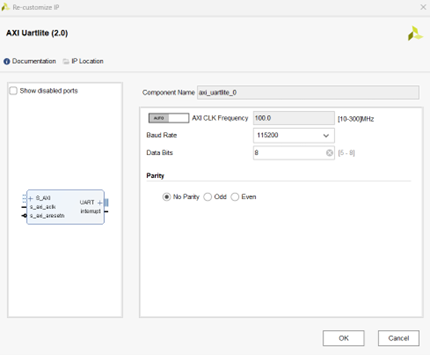 Re-customize IP
AXI Uartlite (2.0)
Documentation IP Location
Show disabled ports
Component Name axi_uartlite_0
AUTO AXI CLK Frequency 100.0 [10-300]MHz
Baud Rate 115200
Data Bits 8 [5 - 8]
Parity
No Parity Odd Even
S_AXI
s_axi_aclk
s_axi_aresetn
UART
interrupt
OK Cancel